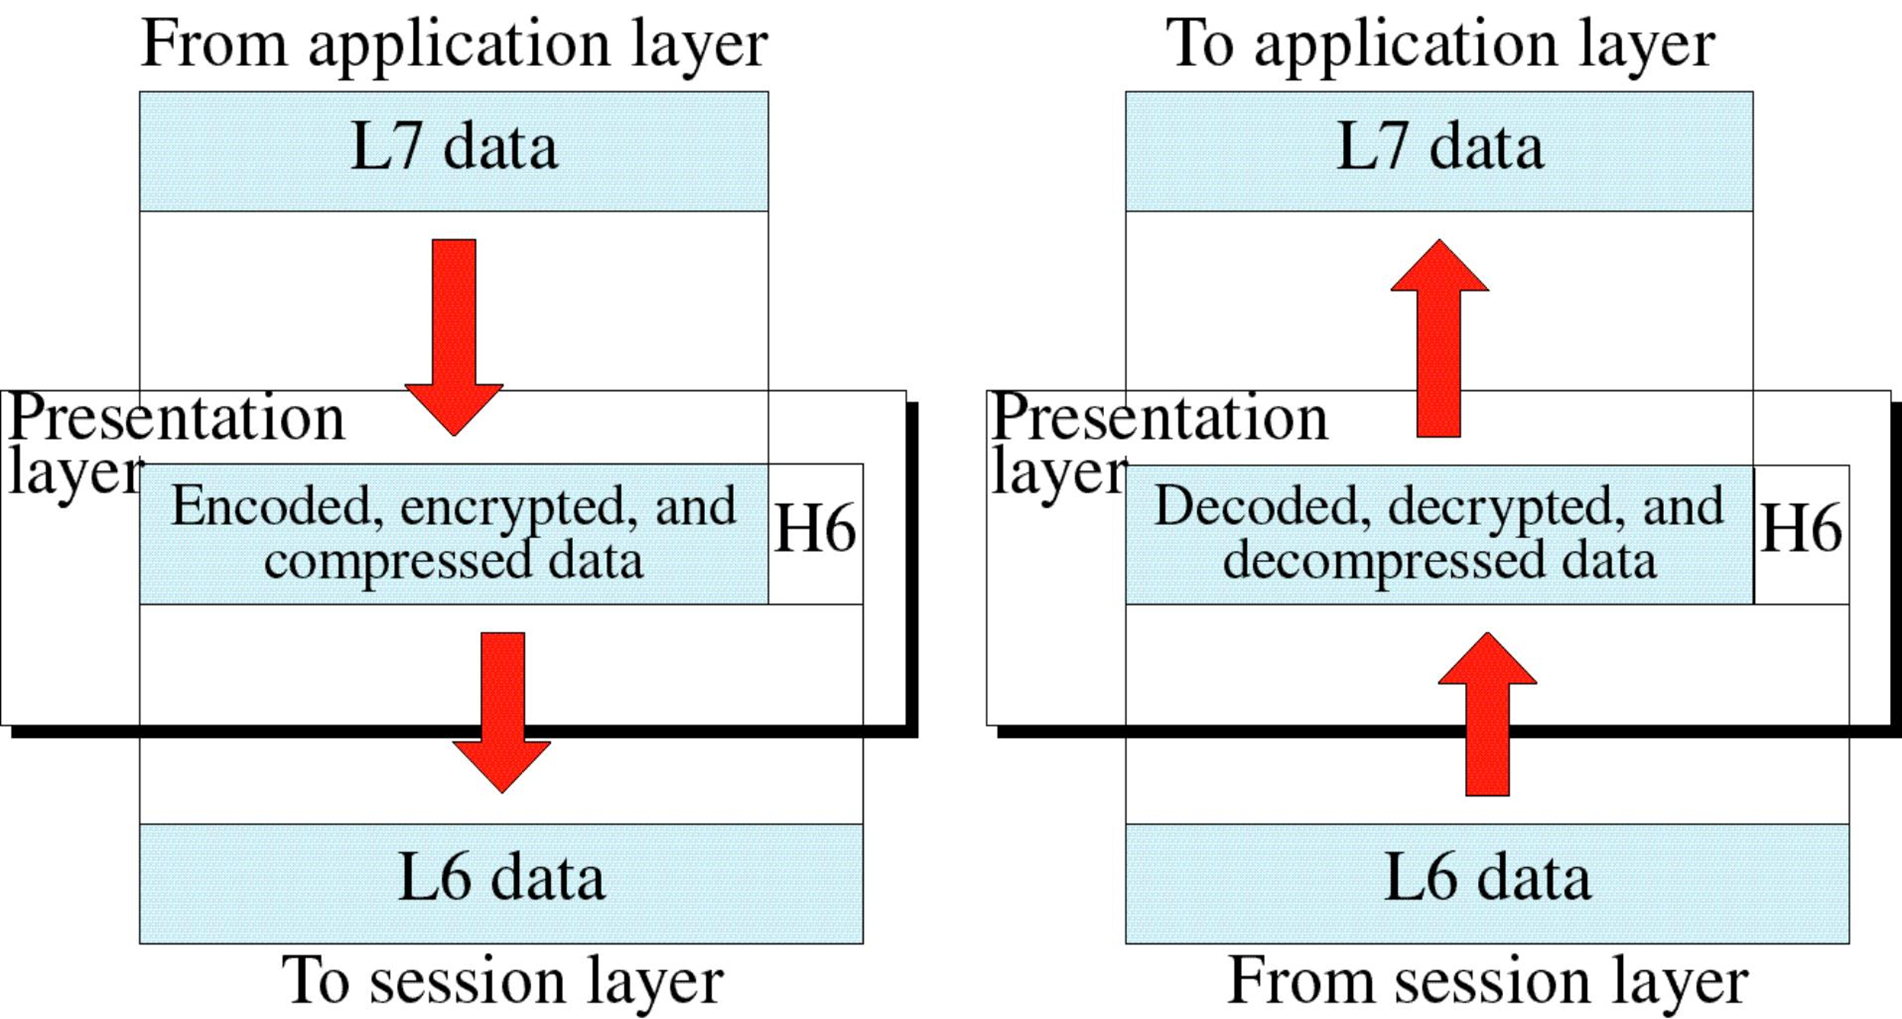 From application layer
L7 data
Presentation
layer
Encoded, encrypted, and
compressed data
H6
L6 data
To session layer
To application layer
L7 data
Presentation
layer
Decoded, decrypted, and
decompressed data
H6
L6 data
From session layer